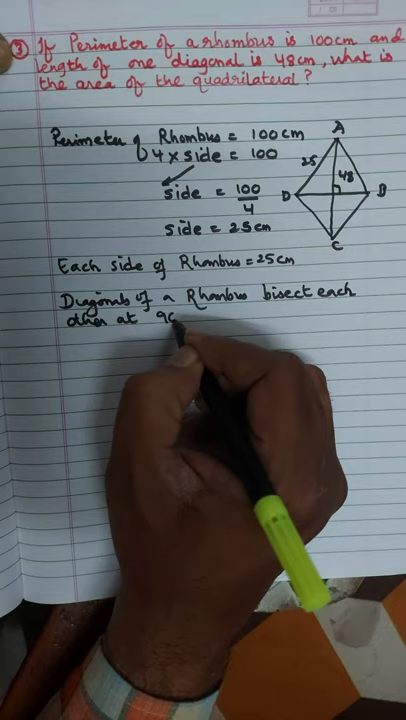 ③ If Perimeter of a rhombus is 100cm and
length of one diagonal is 48cm, what is
the area of the quadrilateral?
Perimeter of Rhombus = 100cm
4 x side = 100
side = 100/4
side = 25cm
A
25
48
D
B
C
Each side of Rhombus = 25cm
Diagonals of a Rhombus bisect each
other at 90